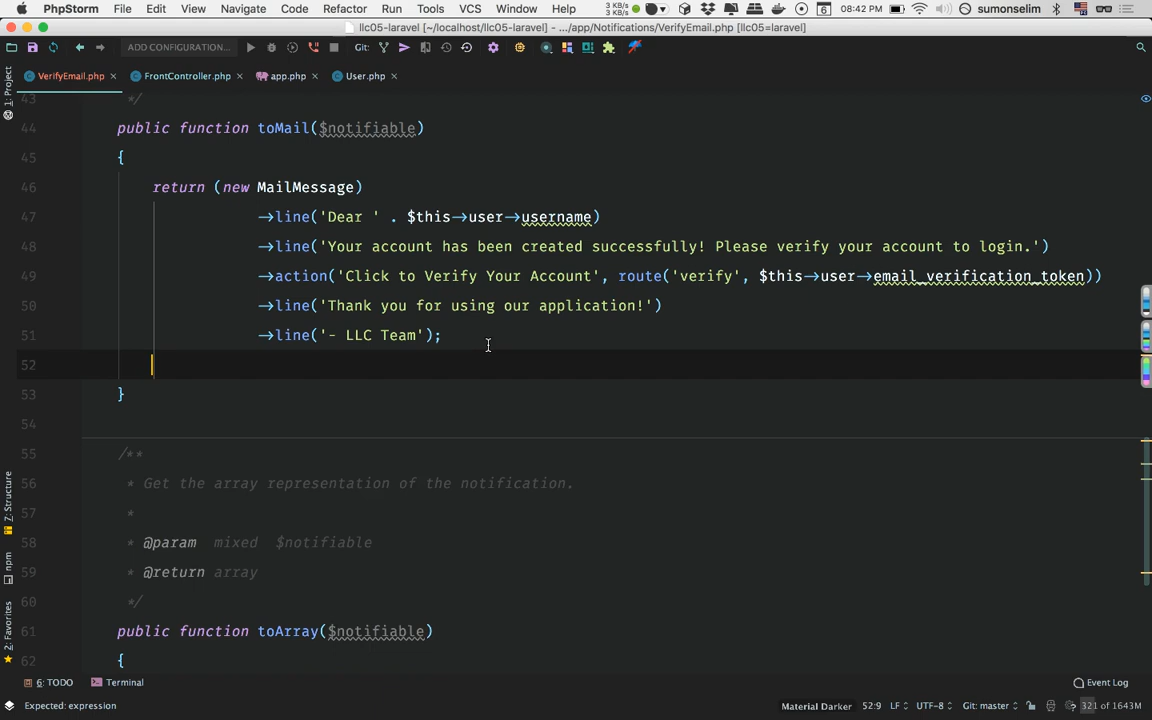 PhpStorm File Edit View Navigate Code Refactor Run Tools VCS Window Help 3 KB/s 3 KB/s 6 08:42 PM sumonselim
llc05-laravel [~/localhost/llc05-laravel] - .../app/Notifications/VerifyEmail.php [llc05=laravel]
ADD CONFIGURATION... Git:
VerifyEmail.php FrontController.php app.php User.php
1: Project
7: Structure
npm
2: Favorites
43 */
44 public function toMail($notifiable)
45 {
46 return (new MailMessage)
47 →line('Dear ' . $this→user→username)
48 →line('Your account has been created successfully! Please verify your account to login.')
49 →action('Click to Verify Your Account', route('verify', $this→user→email_verification_token))
50 →line('Thank you for using our application!')
51 →line('- LLC Team');
52
53 }
54
55 /**
56 * Get the array representation of the notification.
57 *
58 * @param mixed $notifiable
59 * @return array
60 */
61 public function toArray($notifiable)
62 {
6: TODO Terminal Event Log
Expected: expression Material Darker 52:9 LF UTF-8 Git: master 321 of 1643M